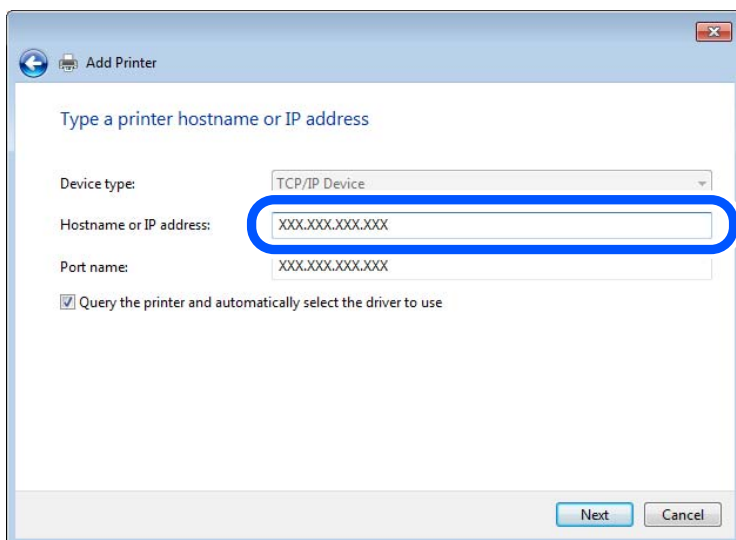 Add Printer
Type a printer hostname or IP address
Device type: TCP/IP Device
Hostname or IP address: XXX.XXX.XXX.XXX
Port name: XXX.XXX.XXX.XXX
Query the printer and automatically select the driver to use
Next Cancel